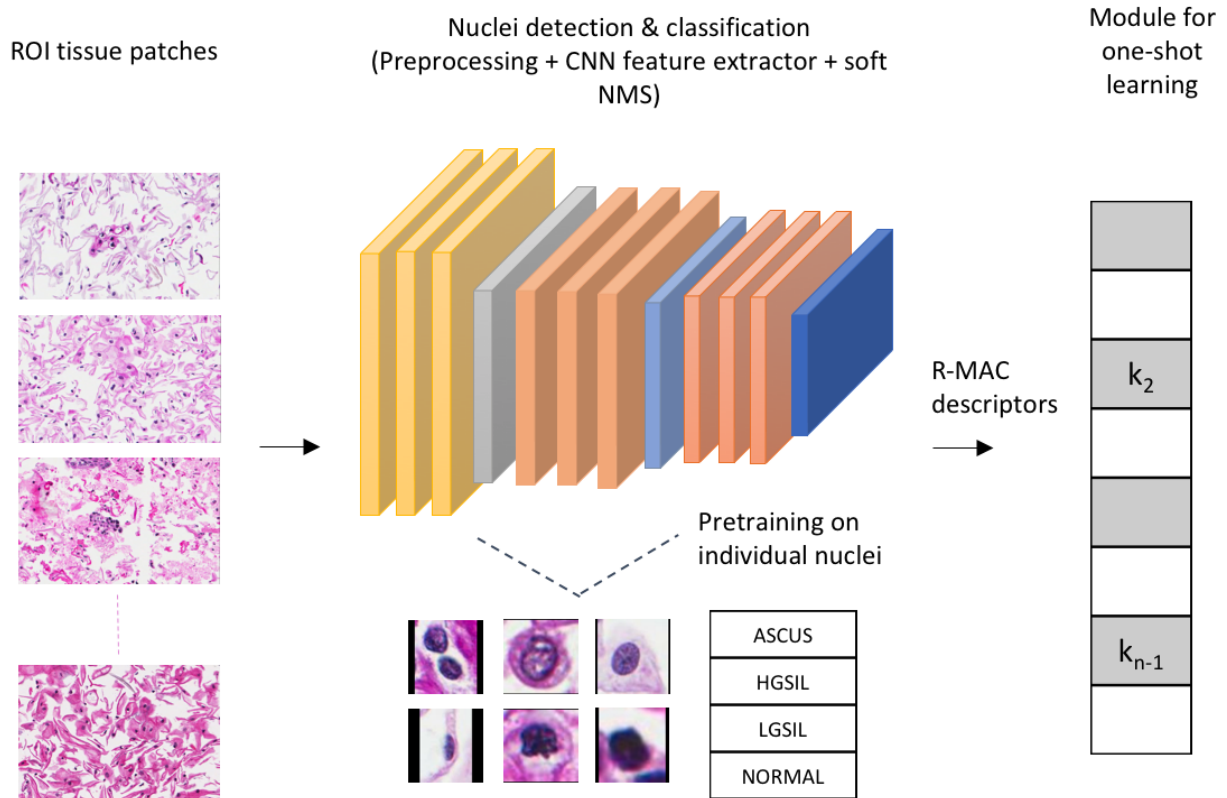 ROI tissue patches
Nuclei detection & classification
(Preprocessing + CNN feature extractor + soft
NMS)
Module for
one-shot
learning
R-MAC
descriptors
k₂
kₙ₋₁
Pretraining on
individual nuclei
ASCUS
HGSIL
LGSIL
NORMAL